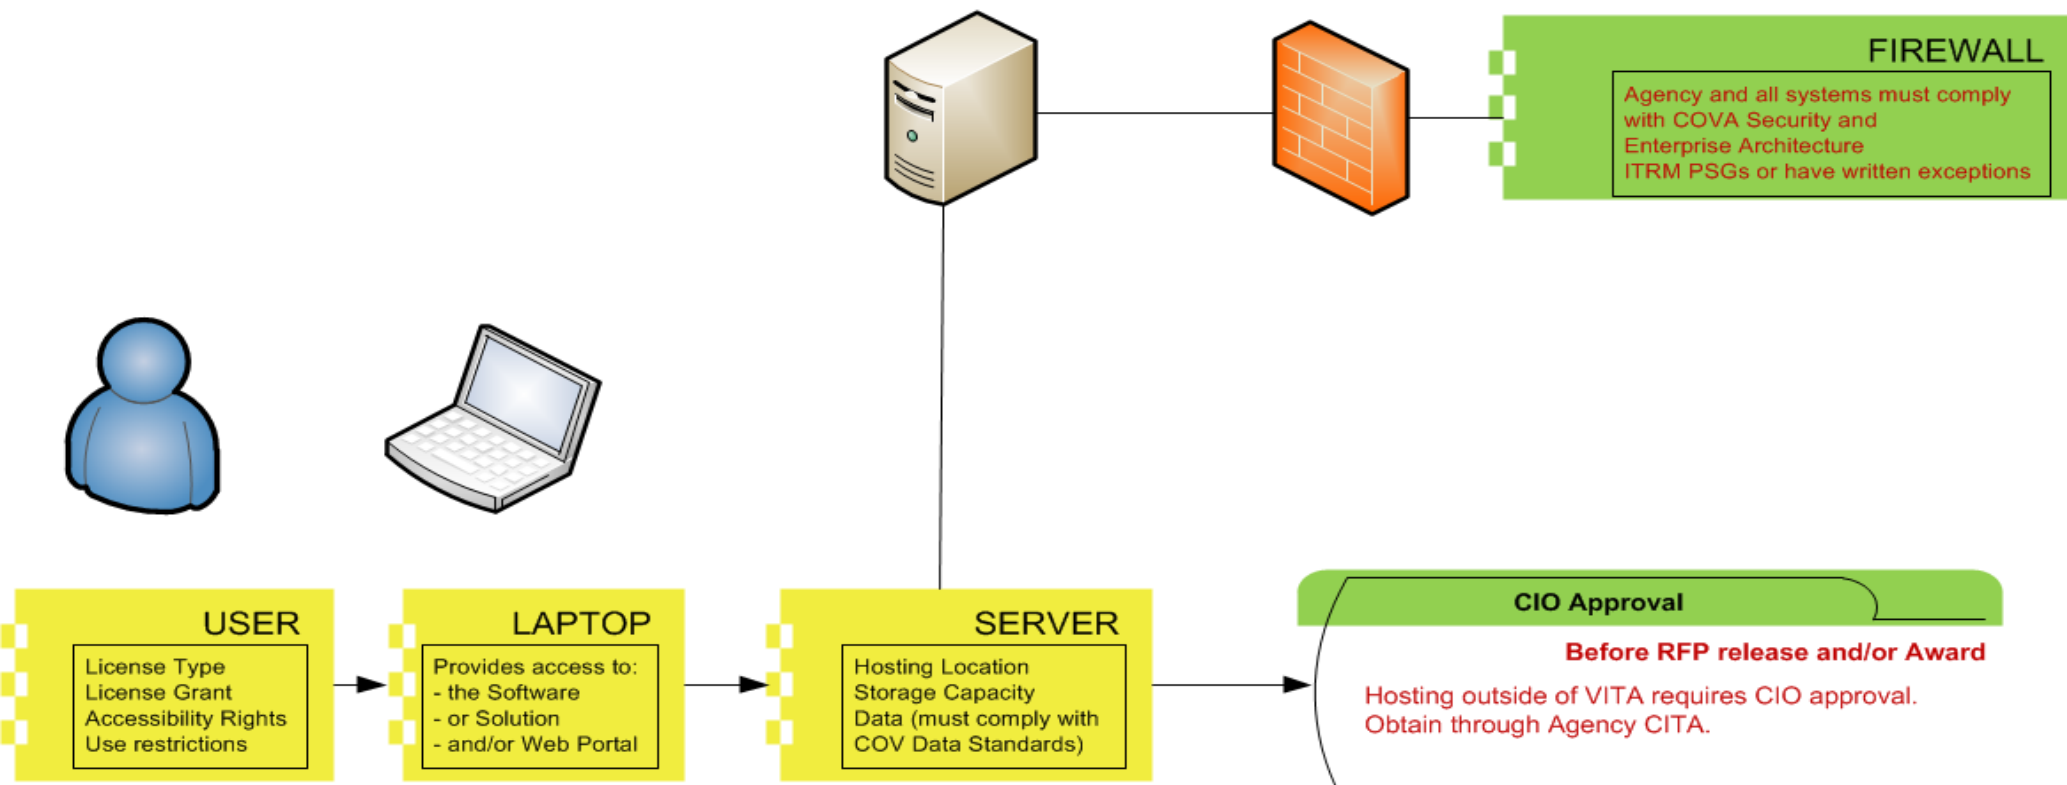 FIREWALL
Agency and all systems must comply
with COVA Security and
Enterprise Architecture
ITRM PSGs or have written exceptions
USER
License Type
License Grant
Accessibility Rights
Use restrictions
LAPTOP
Provides access to:
- the Software
- or Solution
- and/or Web Portal
SERVER
Hosting Location
Storage Capacity
Data (must comply with
COV Data Standards)
CIO Approval
Before RFP release and/or Award
Hosting outside of VITA requires CIO approval.
Obtain through Agency CITA.